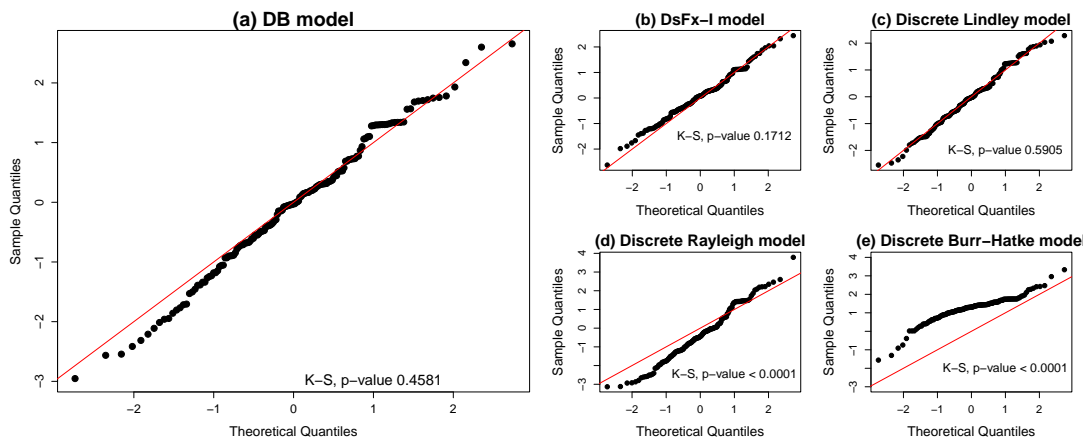 (a) DB model
Sample Quantiles
2
1
0
−1
−2
−3
K−S, p−value 0.4581
−2
−1
0
1
2
Theoretical Quantiles
(b) DsFx−I model
Sample Quantiles
2
1
0
−1
−2
K−S, p−value 0.1712
−2
−1
0
1
2
Theoretical Quantiles
(c) Discrete Lindley model
Sample Quantiles
2
1
0
−1
−2
K−S, p−value 0.5905
−2
−1
0
1
2
Theoretical Quantiles
(d) Discrete Rayleigh model
Sample Quantiles
4
3
2
1
0
−1
−3
K−S, p−value < 0.0001
−2
−1
0
1
2
Theoretical Quantiles
(e) Discrete Burr−Hatke model
Sample Quantiles
4
3
2
1
0
−1
−3
K−S, p−value < 0.0001
−2
−1
0
1
2
Theoretical Quantiles